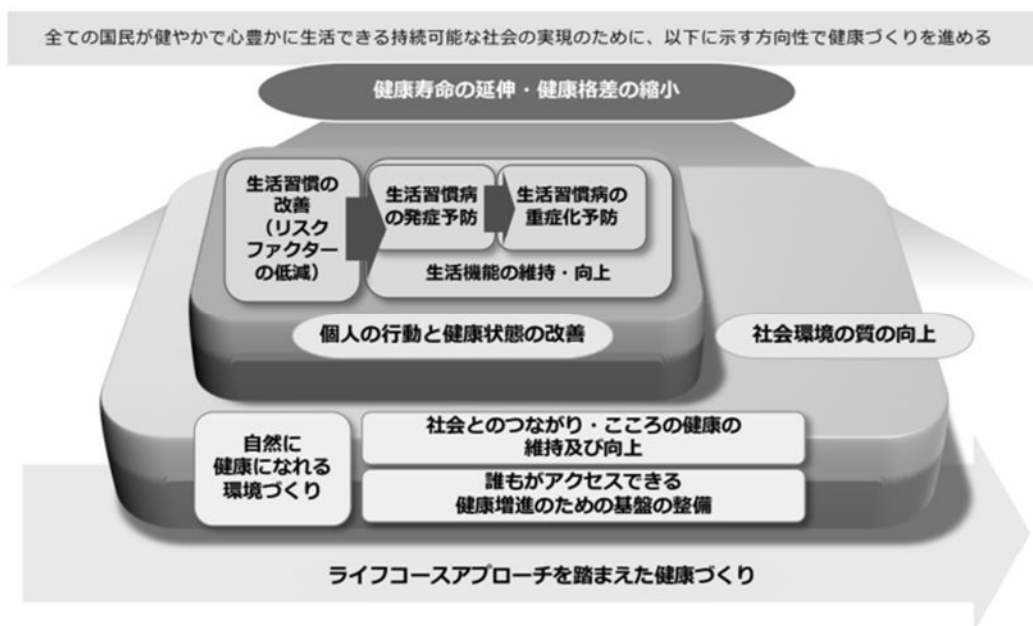 全ての国民が健やかで心豊かに生活できる持続可能な社会の実現のために、以下に示す方向性で健康づくりを進める
健康寿命の延伸・健康格差の縮小
生活習慣の
改善
（リスク
ファクター
の低減）
生活習慣病
の発症予防
生活習慣病の
重症化予防
生活機能の維持・向上
個人の行動と健康状態の改善
社会環境の質の向上
自然に
健康になれる
環境づくり
社会とのつながり・こころの健康の
維持及び向上
誰もがアクセスできる
健康増進のための基盤の整備
ライフコースアプローチを踏まえた健康づくり